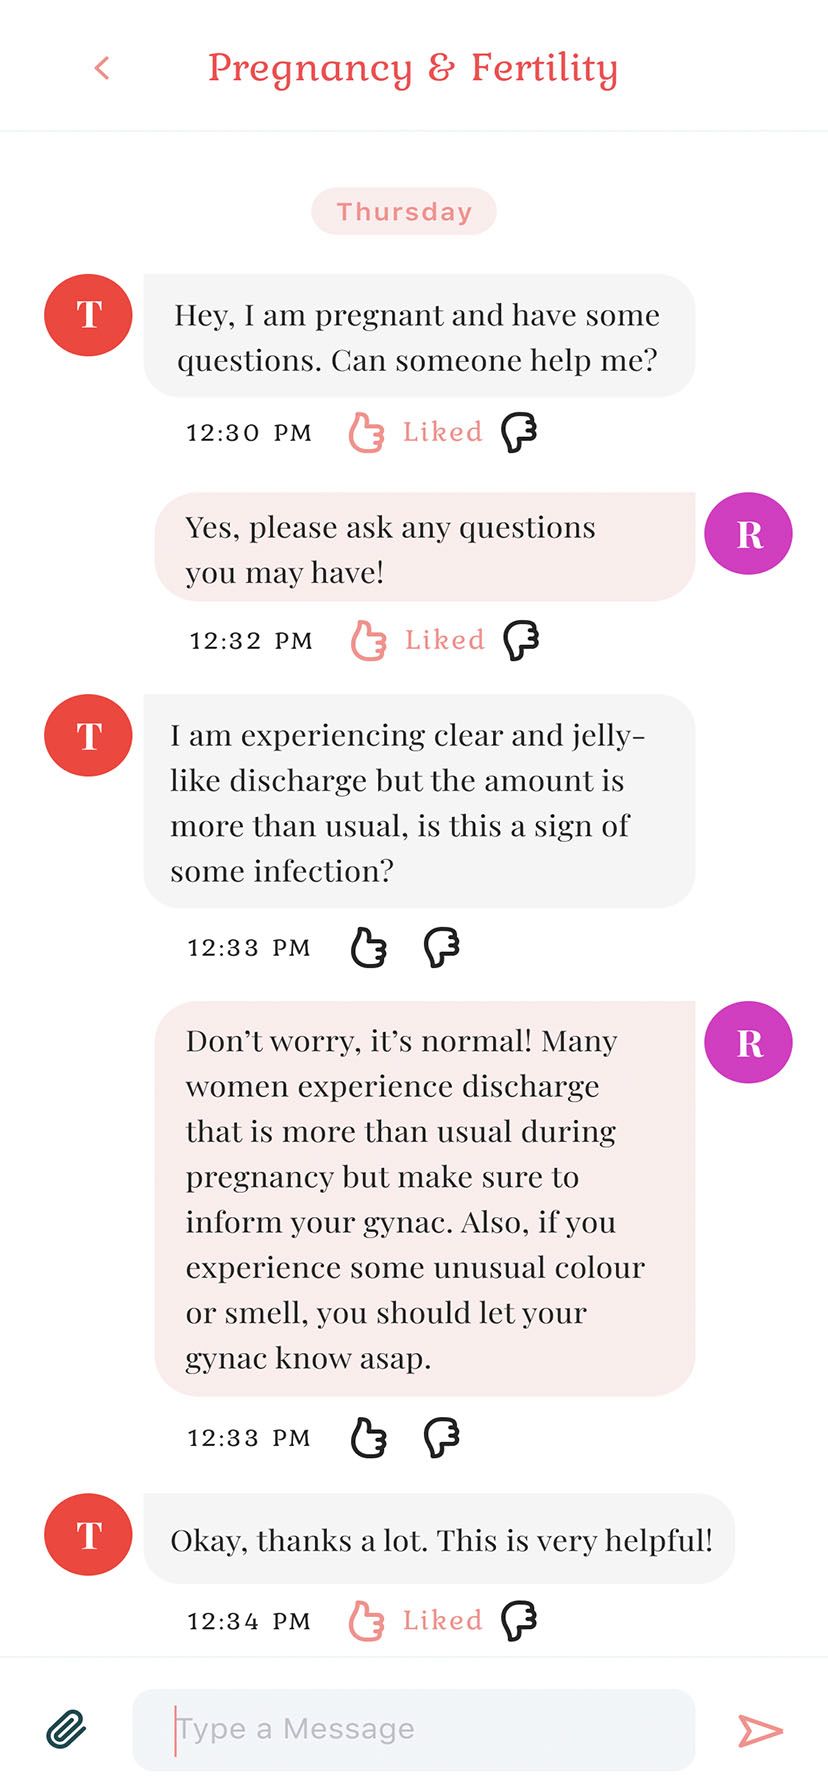 Pregnancy & Fertility
Thursday
T
Hey, I am pregnant and have some
questions. Can someone help me?
12:30 PM Liked
Yes, please ask any questions
you may have!
R
12:32 PM Liked
T
I am experiencing clear and jelly-
like discharge but the amount is
more than usual, is this a sign of
some infection?
12:33 PM
Don’t worry, it’s normal! Many
women experience discharge
that is more than usual during
pregnancy but make sure to
inform your gynac. Also, if you
experience some unusual colour
or smell, you should let your
gynac know asap.
R
12:33 PM
T
Okay, thanks a lot. This is very helpful!
12:34 PM Liked
Type a Message